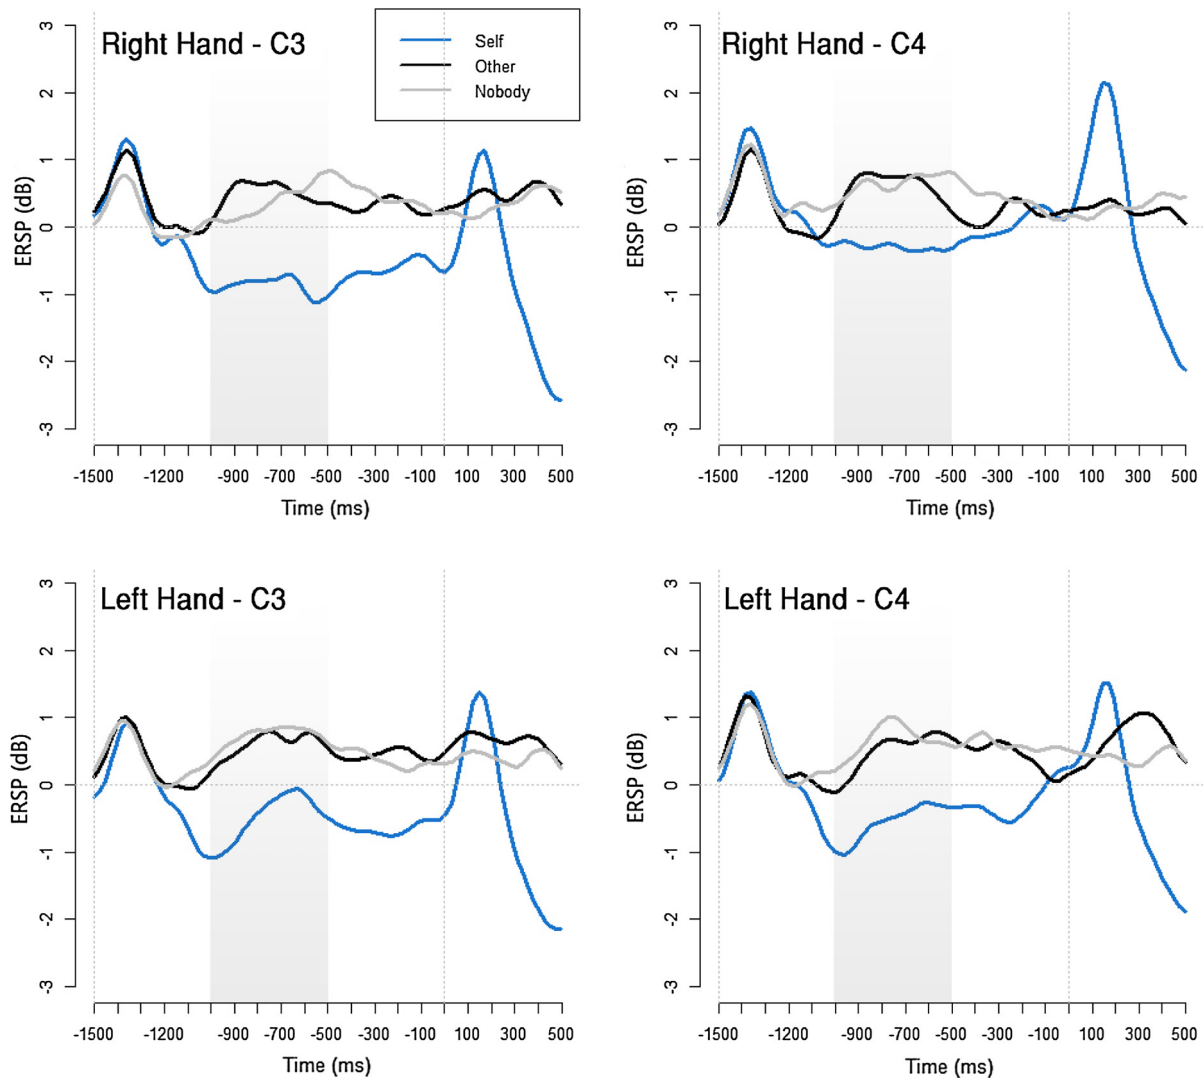 Right Hand - C3
Self
Other
Nobody
3
2
1
0
-1
-2
-3
ERSP (dB)
-1500 -1200 -900 -700 -500 -300 -100 100 300 500
Time (ms)
Right Hand - C4
3
2
1
0
-1
-2
-3
ERSP (dB)
-1500 -1200 -900 -700 -500 -300 -100 100 300 500
Time (ms)
Left Hand - C3
3
2
1
0
-1
-2
-3
ERSP (dB)
-1500 -1200 -900 -700 -500 -300 -100 100 300 500
Time (ms)
Left Hand - C4
3
2
1
0
-1
-2
-3
ERSP (dB)
-1500 -1200 -900 -700 -500 -300 -100 100 300 500
Time (ms)